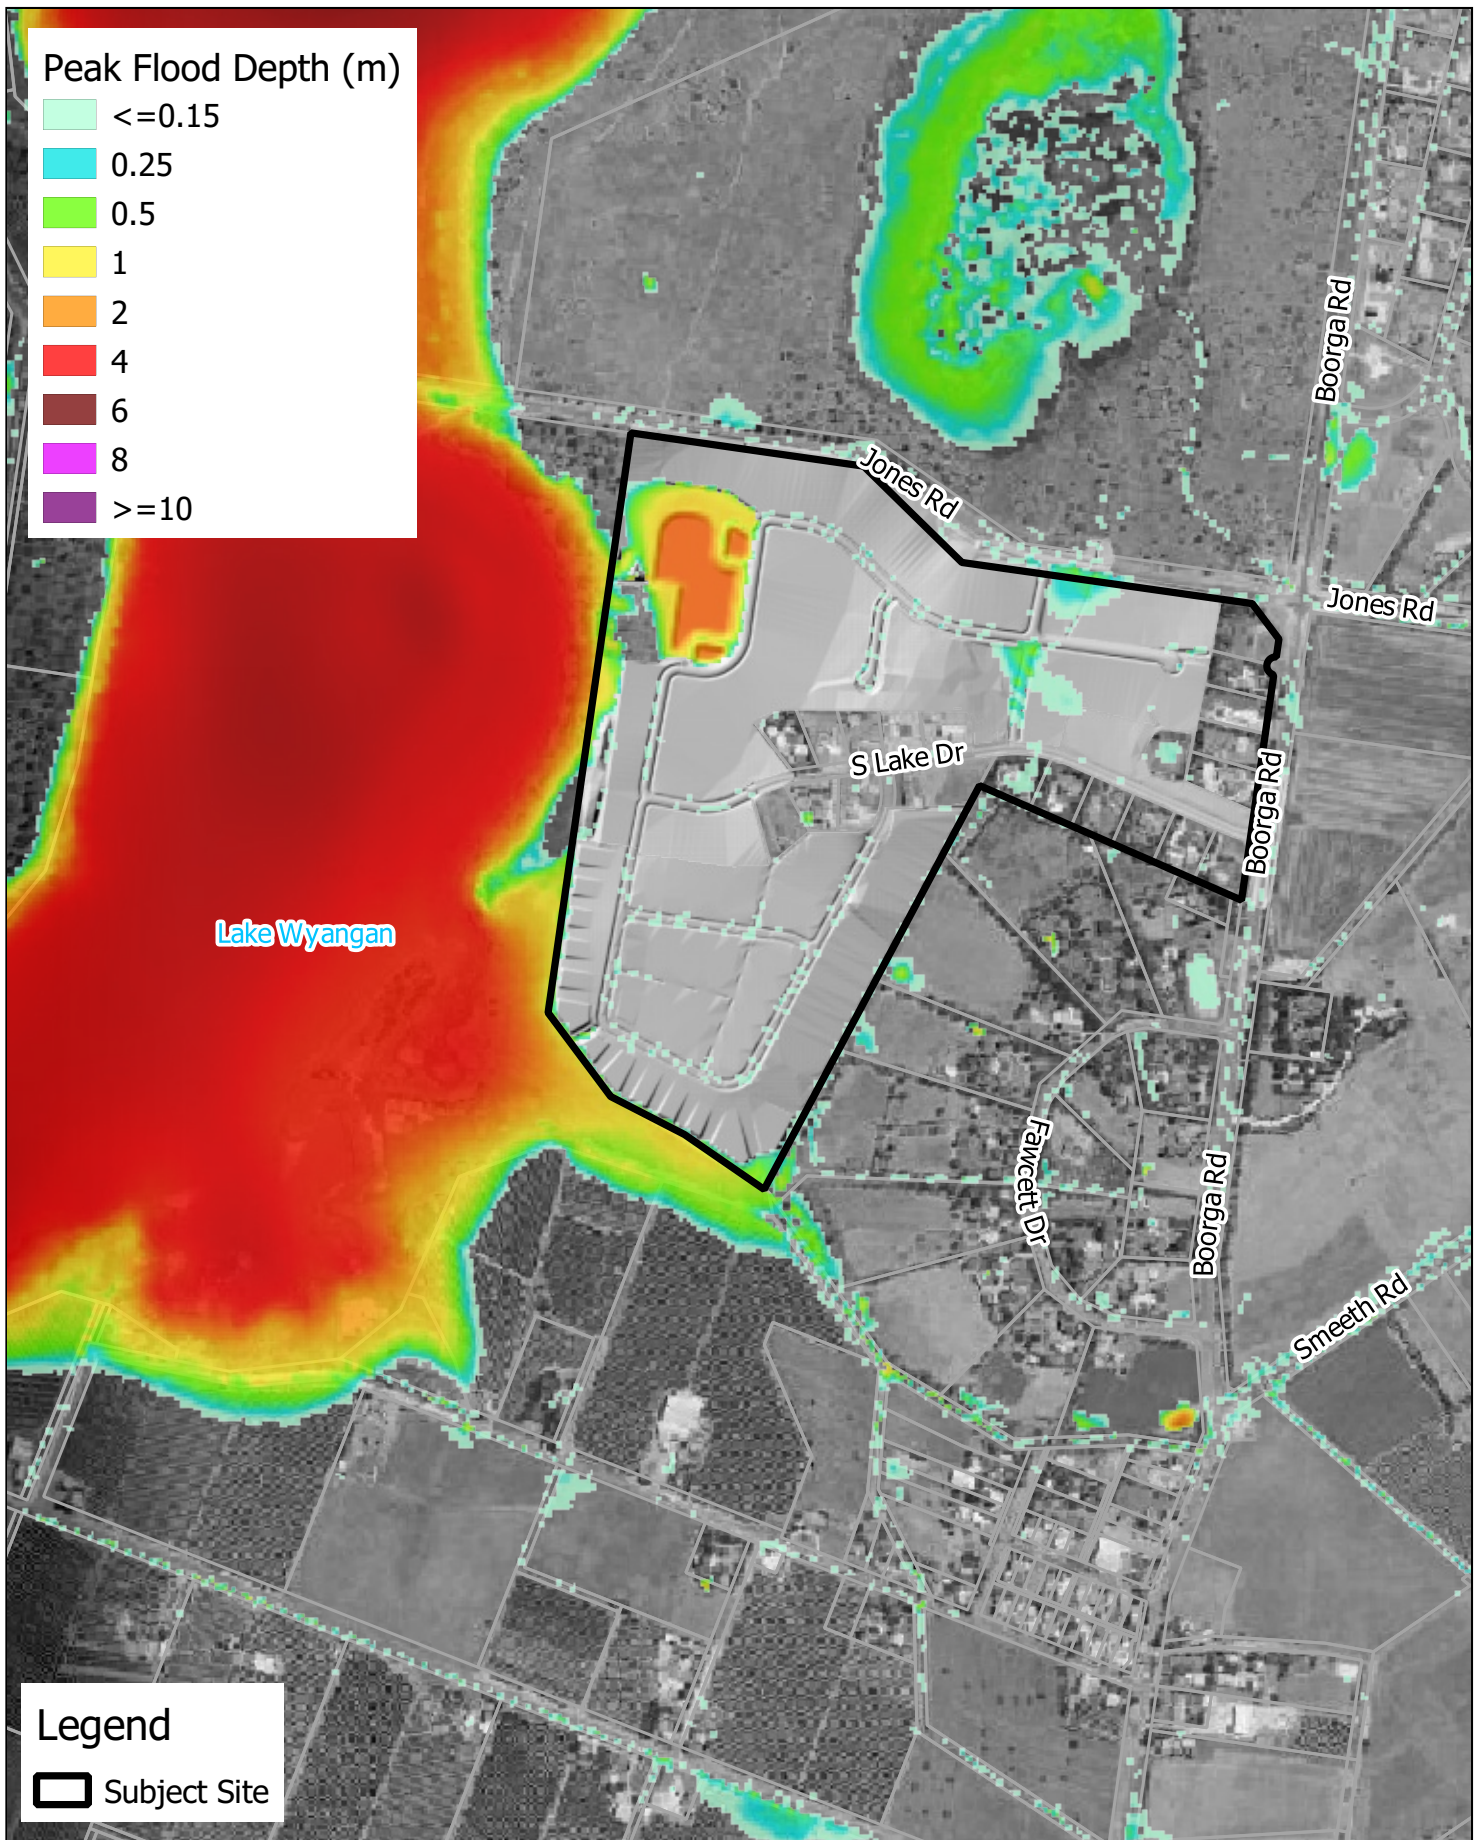 Peak Flood Depth (m)
<=0.15
0.25
0.5
1
2
4
6
8
>=10
Boorga Rd
Jones Rd
Jones Rd
S Lake Dr
Boorga Rd
Lake Wyangan
Fawcett Dr
Boorga Rd
Smeeth Rd
Legend
Subject Site